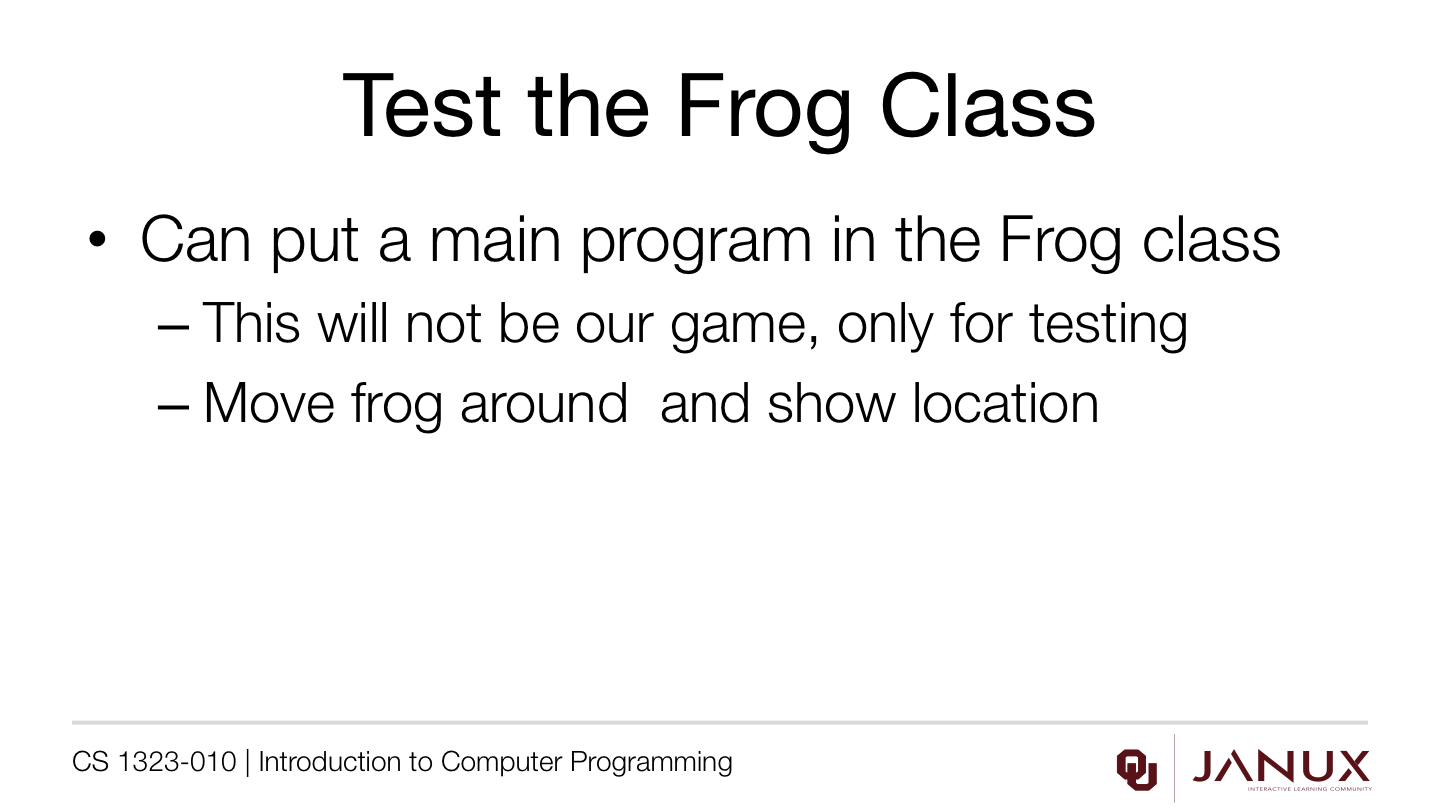 Test the Frog Class
• Can put a main program in the Frog class
– This will not be our game, only for testing
– Move frog around  and show location
CS 1323-010 | Introduction to Computer Programming
OU
JANUX
INTERACTIVE LEARNING COMMUNITY